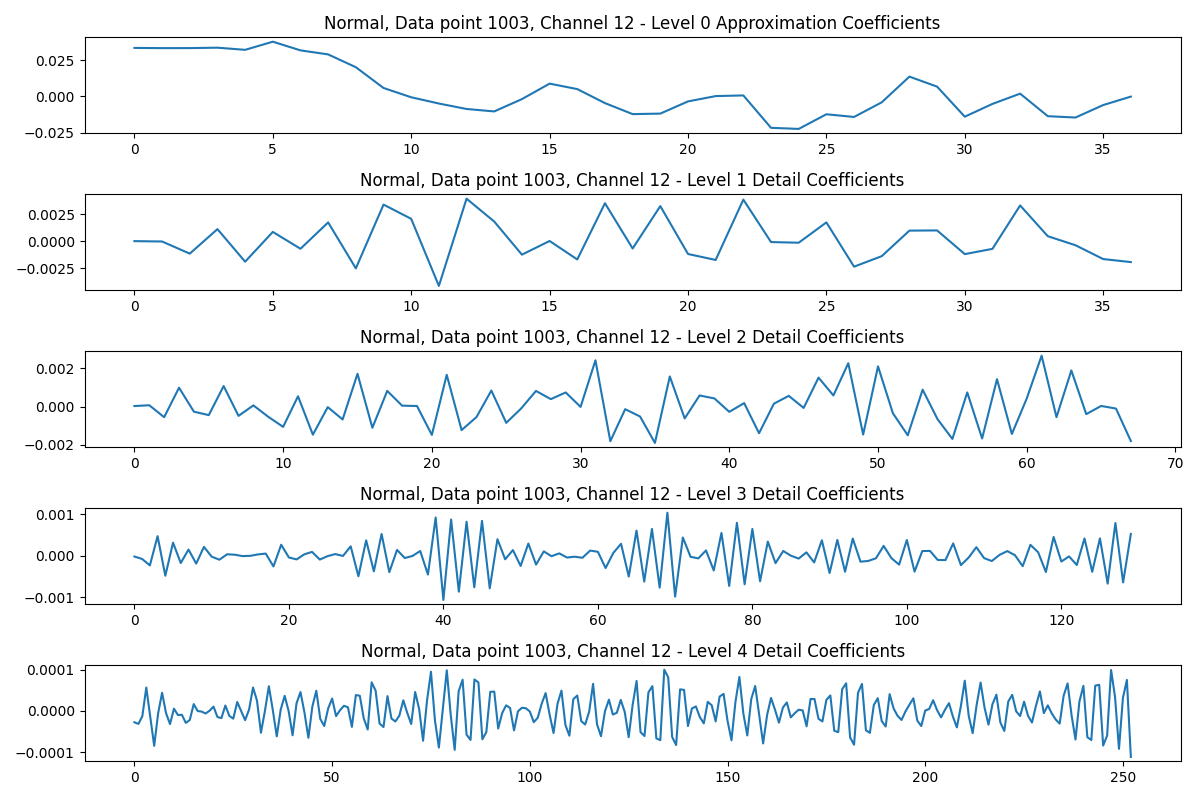 Normal, Data point 1003, Channel 12 - Level 0 Approximation Coefficients
0.025
0.000
−0.025
0 5 10 15 20 25 30 35
Normal, Data point 1003, Channel 12 - Level 1 Detail Coefficients
0.0025
0.0000
−0.0025
0 5 10 15 20 25 30 35
Normal, Data point 1003, Channel 12 - Level 2 Detail Coefficients
0.002
0.000
−0.002
0 10 20 30 40 50 60 70
Normal, Data point 1003, Channel 12 - Level 3 Detail Coefficients
0.001
0.000
−0.001
0 20 40 60 80 100 120
Normal, Data point 1003, Channel 12 - Level 4 Detail Coefficients
0.0001
0.0000
−0.0001
0 50 100 150 200 250